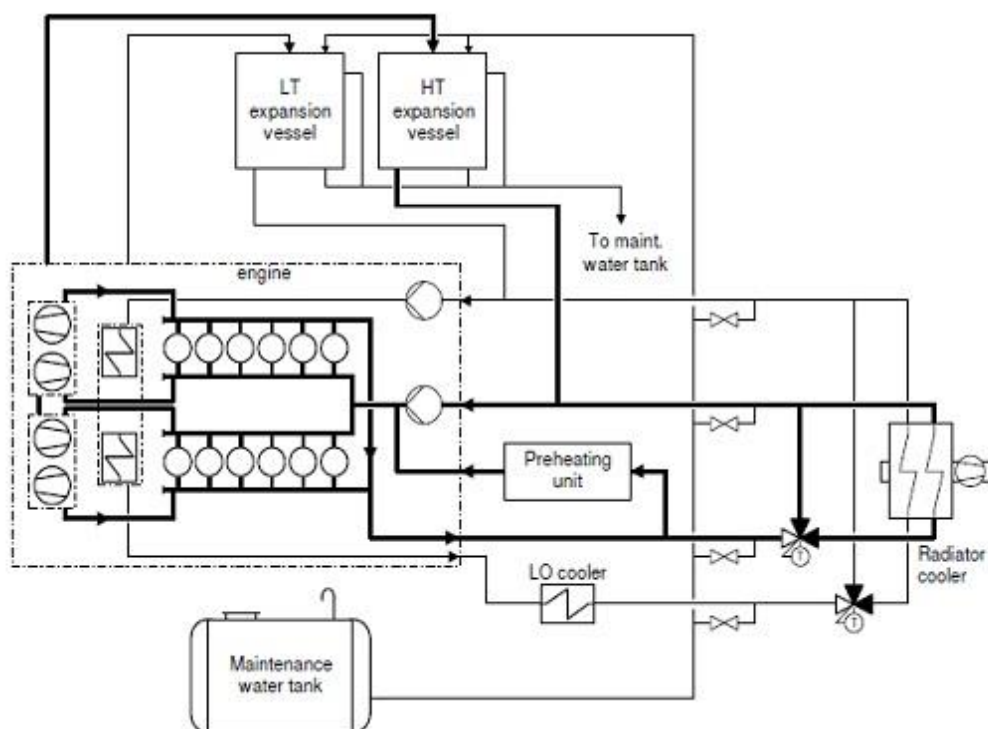 LT
expansion
vessel
HT
expansion
vessel
To maint.
water tank
engine
Preheating
unit
T
Radiator
cooler
LO cooler
T
Maintenance
water tank